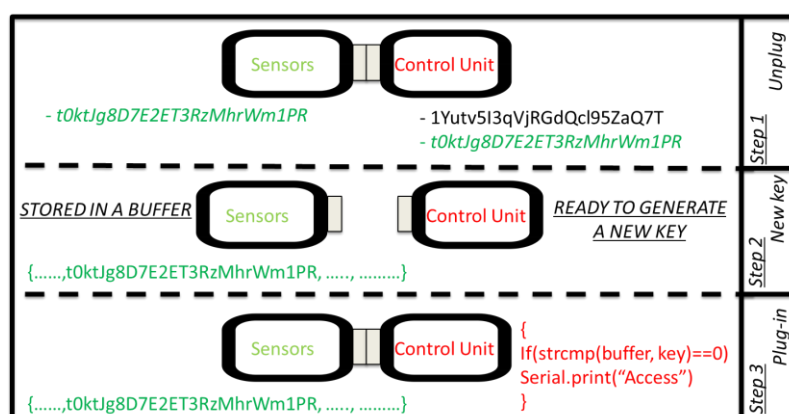 Sensors
Control Unit
- t0ktJg8D7E2ET3RzMhrWm1PR
- 1Yutv5I3qVjRGdQcl95ZaQ7T
- t0ktJg8D7E2ET3RzMhrWm1PR
Step 1
Unplug
STORED IN A BUFFER
Sensors
Control Unit
READY TO GENERATE
A NEW KEY
{......,t0ktJg8D7E2ET3RzMhrWm1PR, ....., .........}
Step 2
New key
Sensors
Control Unit
{
If(strcmp(buffer, key)==0)
Serial.print(“Access”)
}
{......,t0ktJg8D7E2ET3RzMhrWm1PR, ....., .........}
Step 3
Plug-in